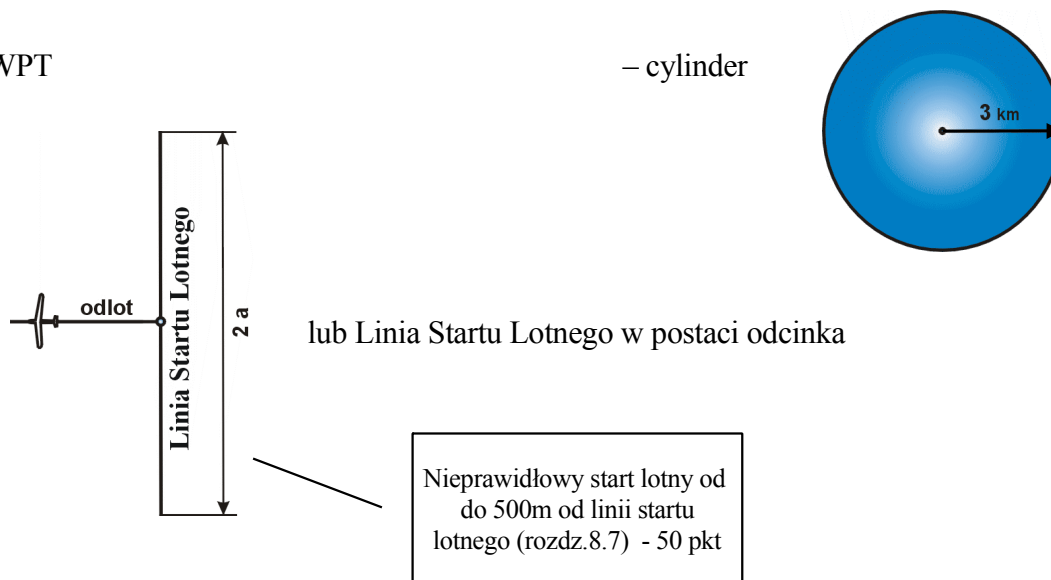 WPT
– cylinder
3 km
odlot
Linia Startu Lotnego
2 a
lub Linia Startu Lotnego w postaci odcinka
Nieprawidłowy start lotny od
do 500m od linii startu
lotnego (rozdz.8.7) - 50 pkt